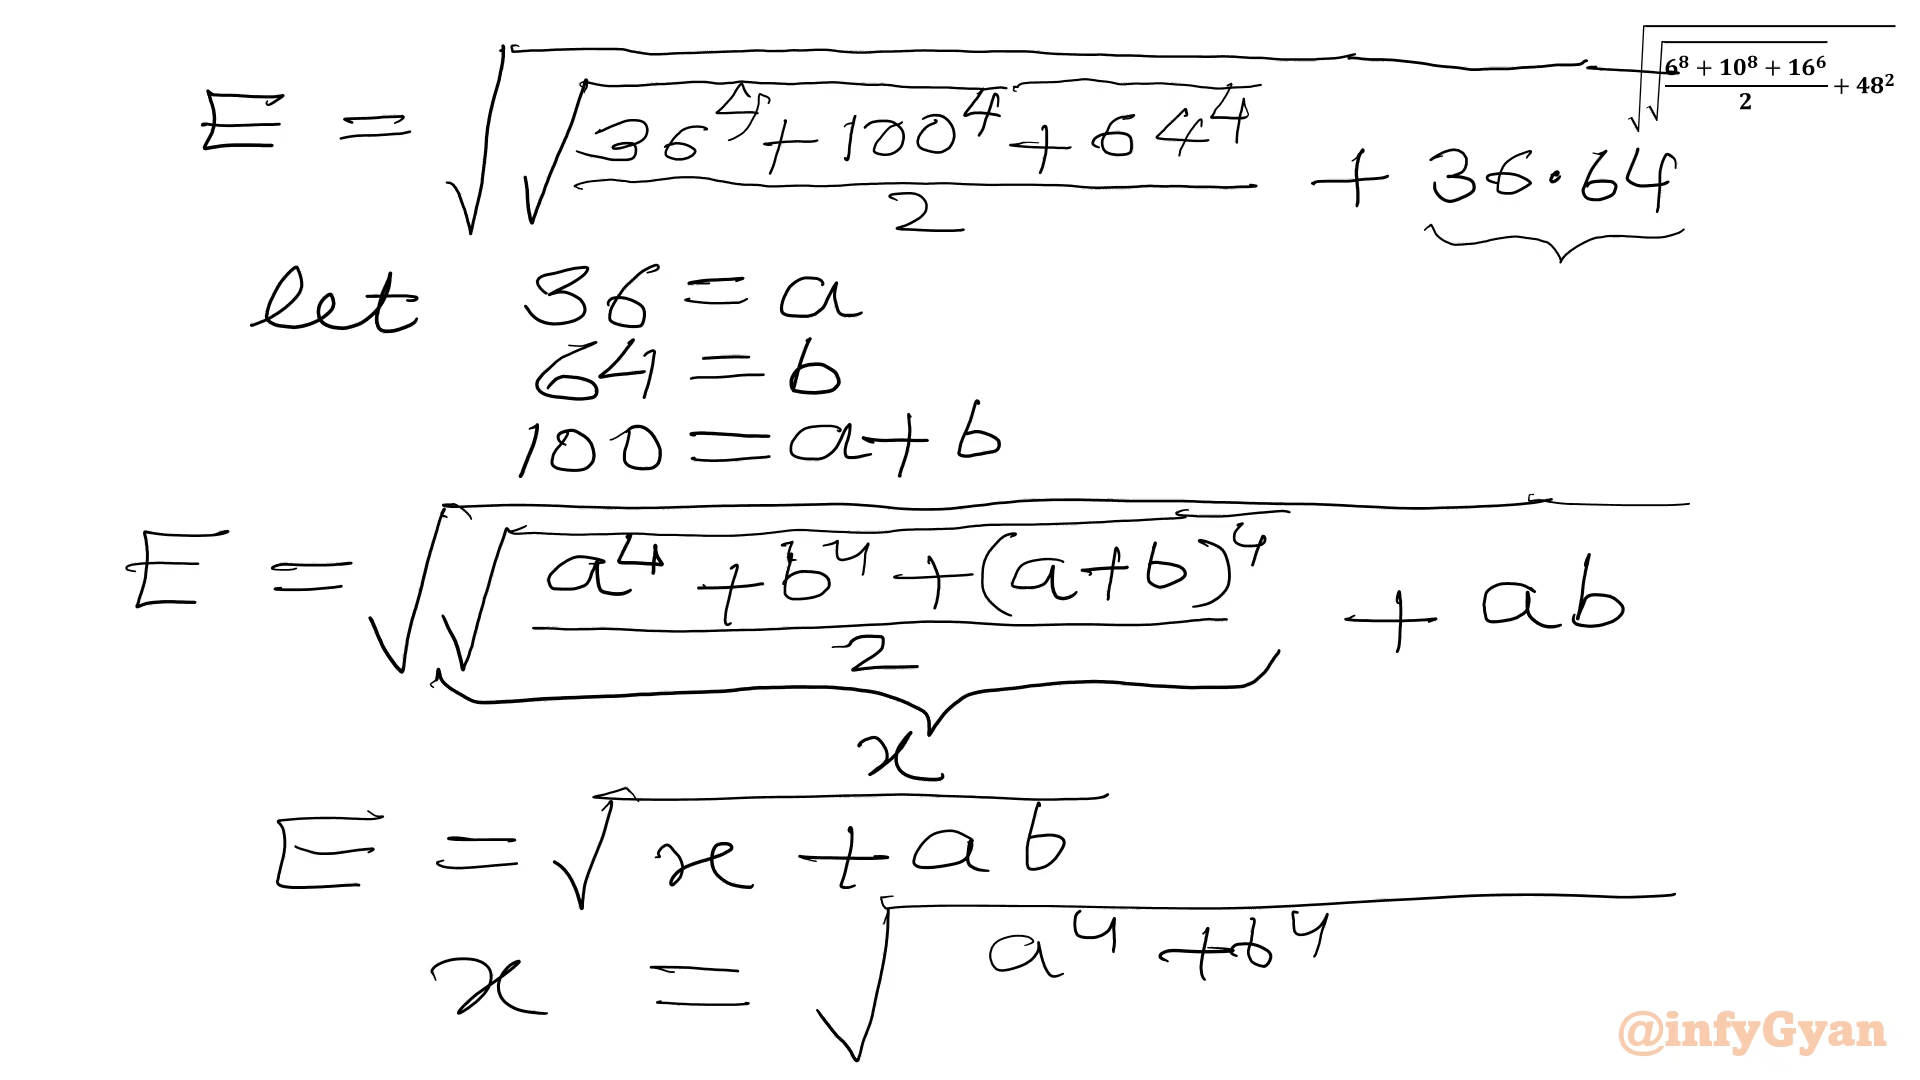 √(√((6⁸ + 10⁸ + 16⁶)/2) + 48²)
E = √(√((36⁴ + 100⁴ + 64⁴)/2) + 36·64)
let 36 = a
64 = b
100 = a + b
E = √(√((a⁴ + b⁴ + (a+b)⁴)/2) + ab)
x
E = √(x + ab)
x = √(a⁴ + b⁴
@infyGyan